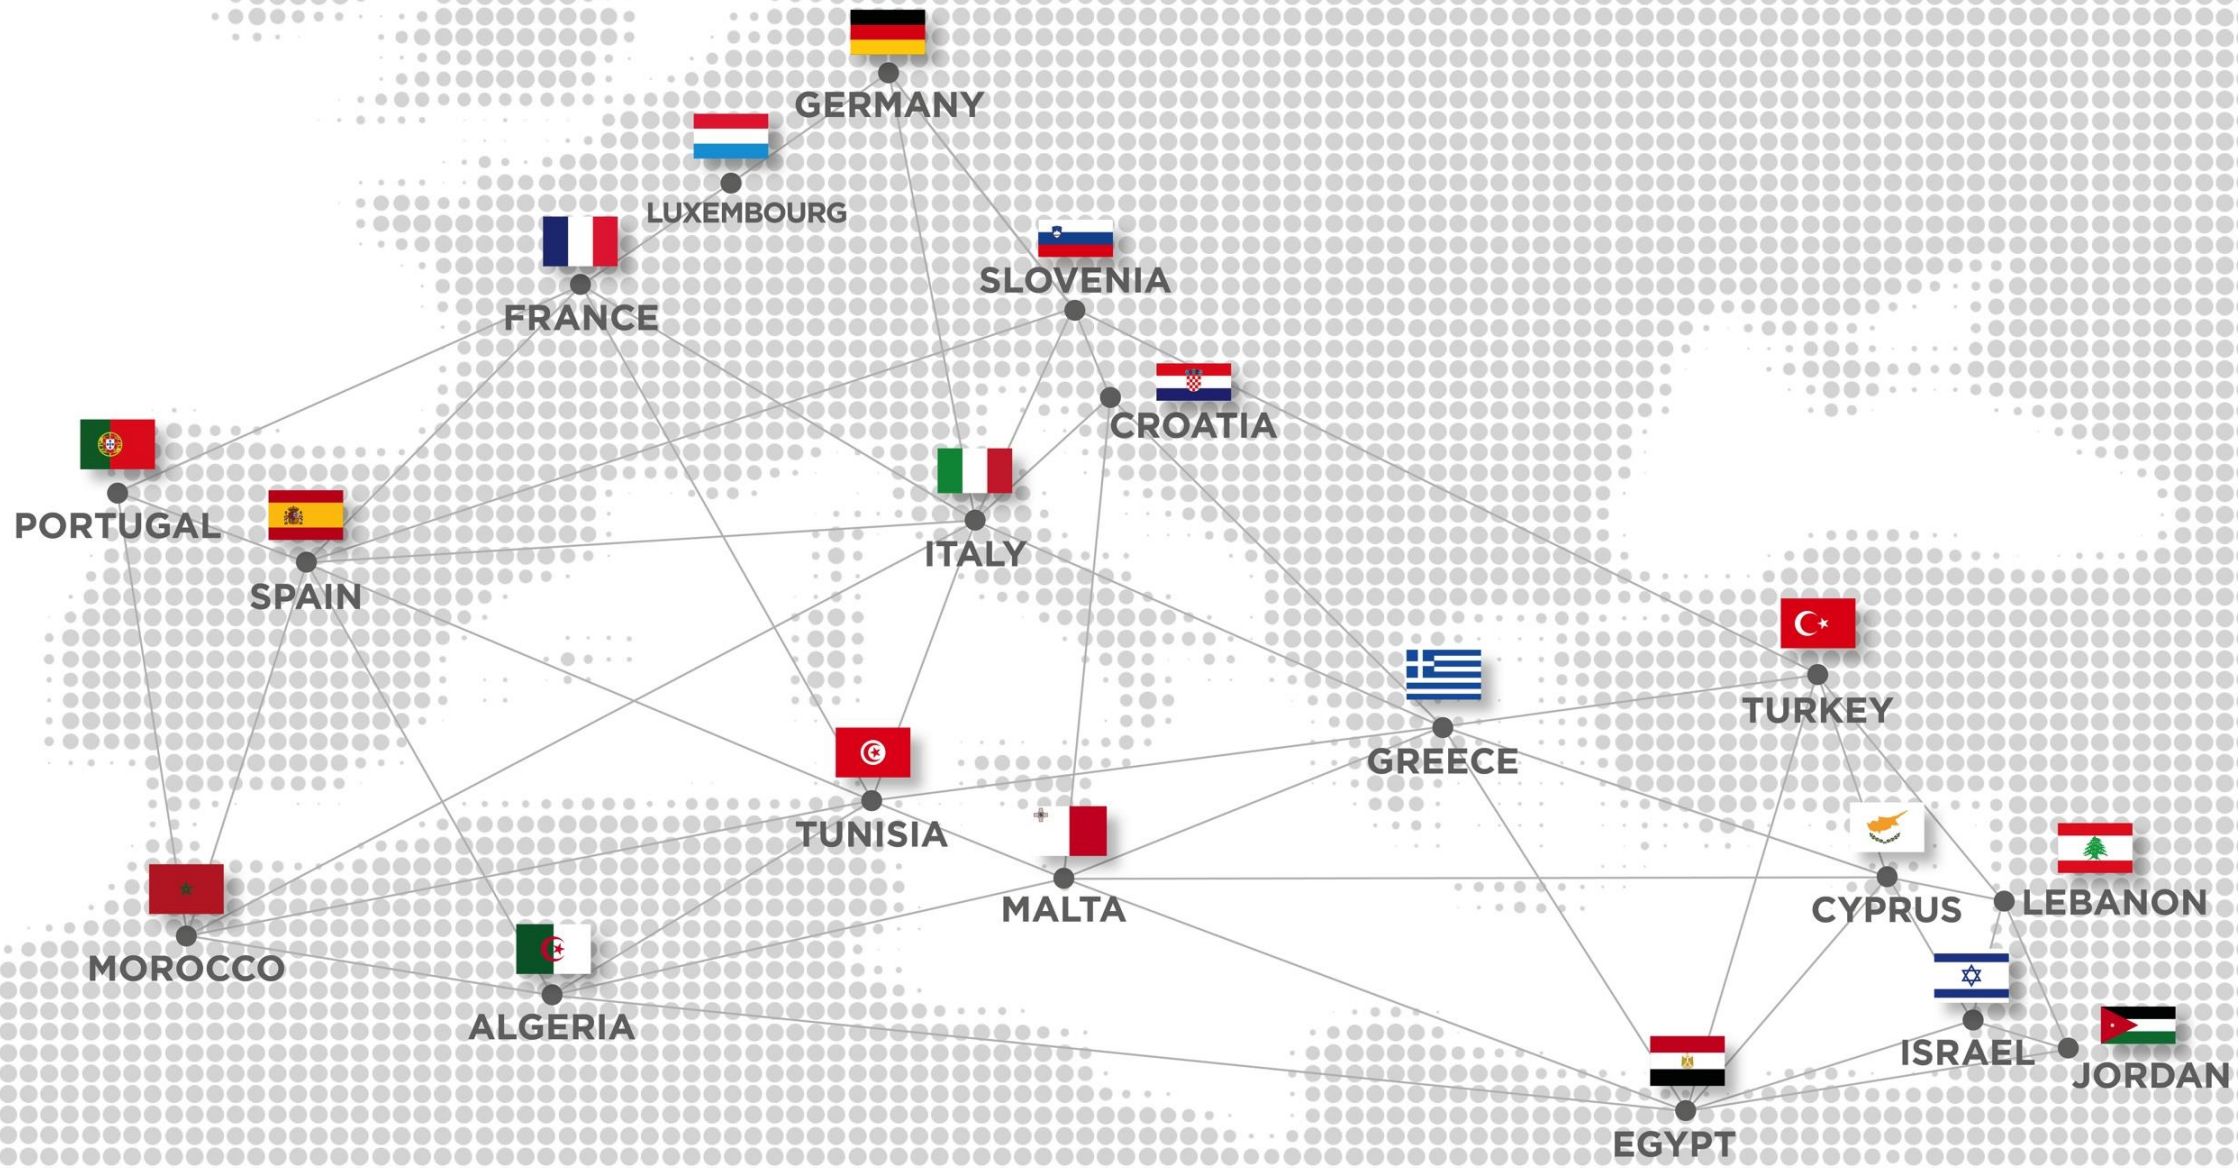 GERMANY
LUXEMBOURG
SLOVENIA
FRANCE
CROATIA
PORTUGAL
ITALY
SPAIN
TURKEY
GREECE
TUNISIA
LEBANON
MALTA
CYPRUS
MOROCCO
ALGERIA
ISRAEL
JORDAN
EGYPT